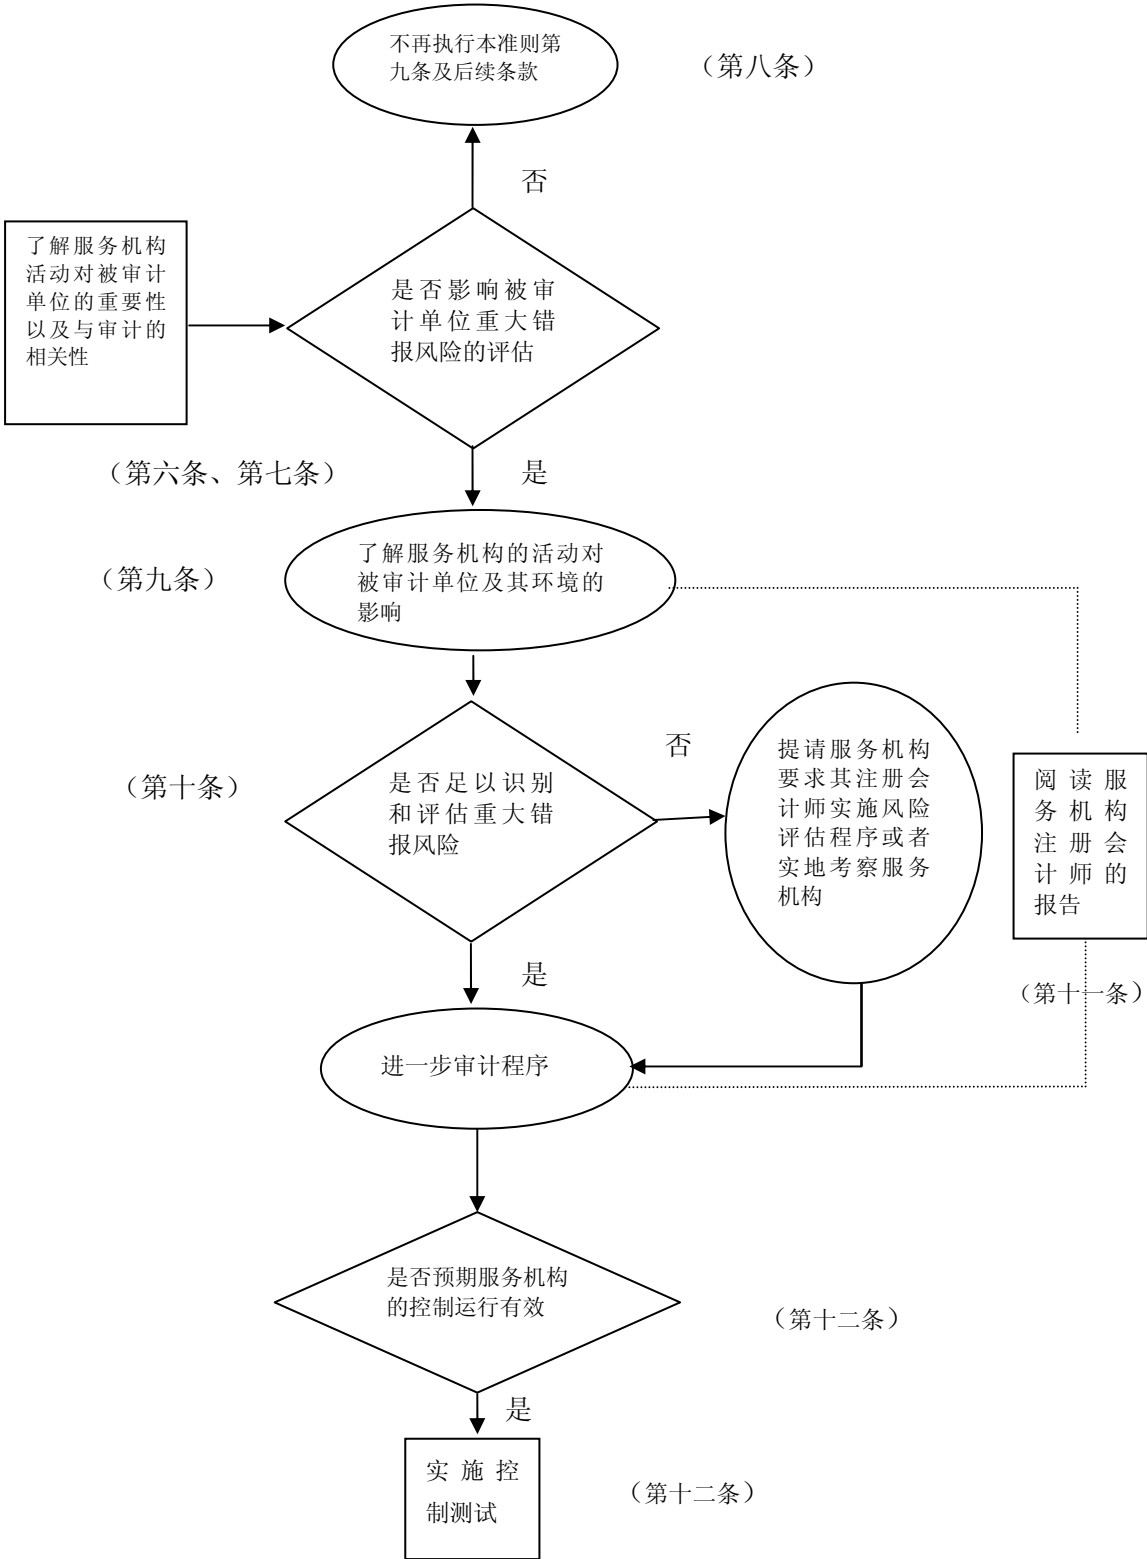 不再执行本准则第
九条及后续条款
（第八条）
否
了解服务机构
活动对被审计
单位的重要性
以及与审计的
相关性
是否影响被审
计单位重大错
报风险的评估
（第六条、第七条）
是
（第九条）
了解服务机构的活动对
被审计单位及其环境的
影响
（第十条）
是否足以识别
和评估重大错
报风险
否
提请服务机构
要求其注册会
计师实施风险
评估程序或者
实地考察服务
机构
阅读服
务机构
注册会
计师的
报告
（第十一条）
是
进一步审计程序
是否预期服务机构
的控制运行有效
（第十二条）
是
实施控
制测试
（第十二条）